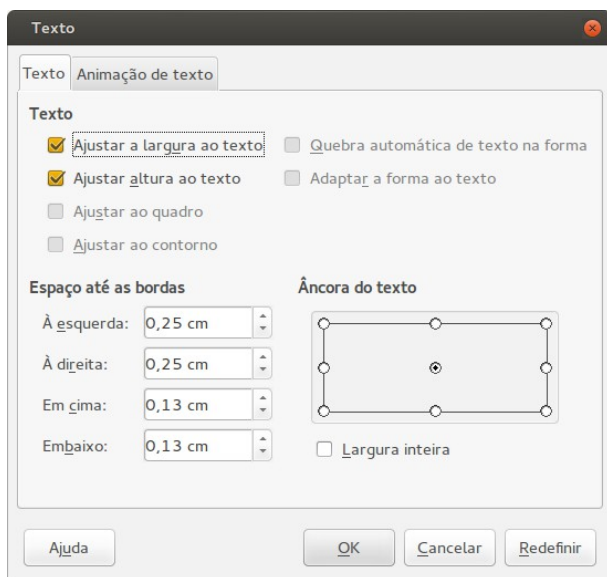 Texto
Texto Animação de texto
Texto
Ajustar a largura ao texto Quebra automática de texto na forma
Ajustar altura ao texto Adaptar a forma ao texto
Ajustar ao quadro
Ajustar ao contorno
Espaço até as bordas Âncora do texto
À esquerda: 0,25 cm
À direita: 0,25 cm
Em cima: 0,13 cm
Embaixo: 0,13 cm Largura inteira
Ajuda OK Cancelar Redefinir